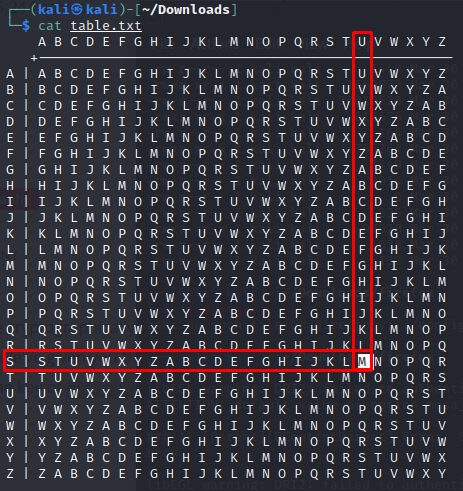 ┌──(kali㉿kali)-[~/Downloads]
└─$ cat table.txt
    A B C D E F G H I J K L M N O P Q R S T U V W X Y Z
   +---------------------------------------------------
A | A B C D E F G H I J K L M N O P Q R S T U V W X Y Z
B | B C D E F G H I J K L M N O P Q R S T U V W X Y Z A
C | C D E F G H I J K L M N O P Q R S T U V W X Y Z A B
D | D E F G H I J K L M N O P Q R S T U V W X Y Z A B C
E | E F G H I J K L M N O P Q R S T U V W X Y Z A B C D
F | F G H I J K L M N O P Q R S T U V W X Y Z A B C D E
G | G H I J K L M N O P Q R S T U V W X Y Z A B C D E F
H | H I J K L M N O P Q R S T U V W X Y Z A B C D E F G
I | I J K L M N O P Q R S T U V W X Y Z A B C D E F G H
J | J K L M N O P Q R S T U V W X Y Z A B C D E F G H I
K | K L M N O P Q R S T U V W X Y Z A B C D E F G H I J
L | L M N O P Q R S T U V W X Y Z A B C D E F G H I J K
M | M N O P Q R S T U V W X Y Z A B C D E F G H I J K L
N | N O P Q R S T U V W X Y Z A B C D E F G H I J K L M
O | O P Q R S T U V W X Y Z A B C D E F G H I J K L M N
P | P Q R S T U V W X Y Z A B C D E F G H I J K L M N O
Q | Q R S T U V W X Y Z A B C D E F G H I J K L M N O P
R | R S T U V W X Y Z A B C D E F G H I J K L M N O P Q
S | S T U V W X Y Z A B C D E F G H I J K L M N O P Q R
T | T U V W X Y Z A B C D E F G H I J K L M N O P Q R S
U | U V W X Y Z A B C D E F G H I J K L M N O P Q R S T
V | V W X Y Z A B C D E F G H I J K L M N O P Q R S T U
W | W X Y Z A B C D E F G H I J K L M N O P Q R S T U V
X | X Y Z A B C D E F G H I J K L M N O P Q R S T U V W
Y | Y Z A B C D E F G H I J K L M N O P Q R S T U V W X
Z | Z A B C D E F G H I J K L M N O P Q R S T U V W X Y